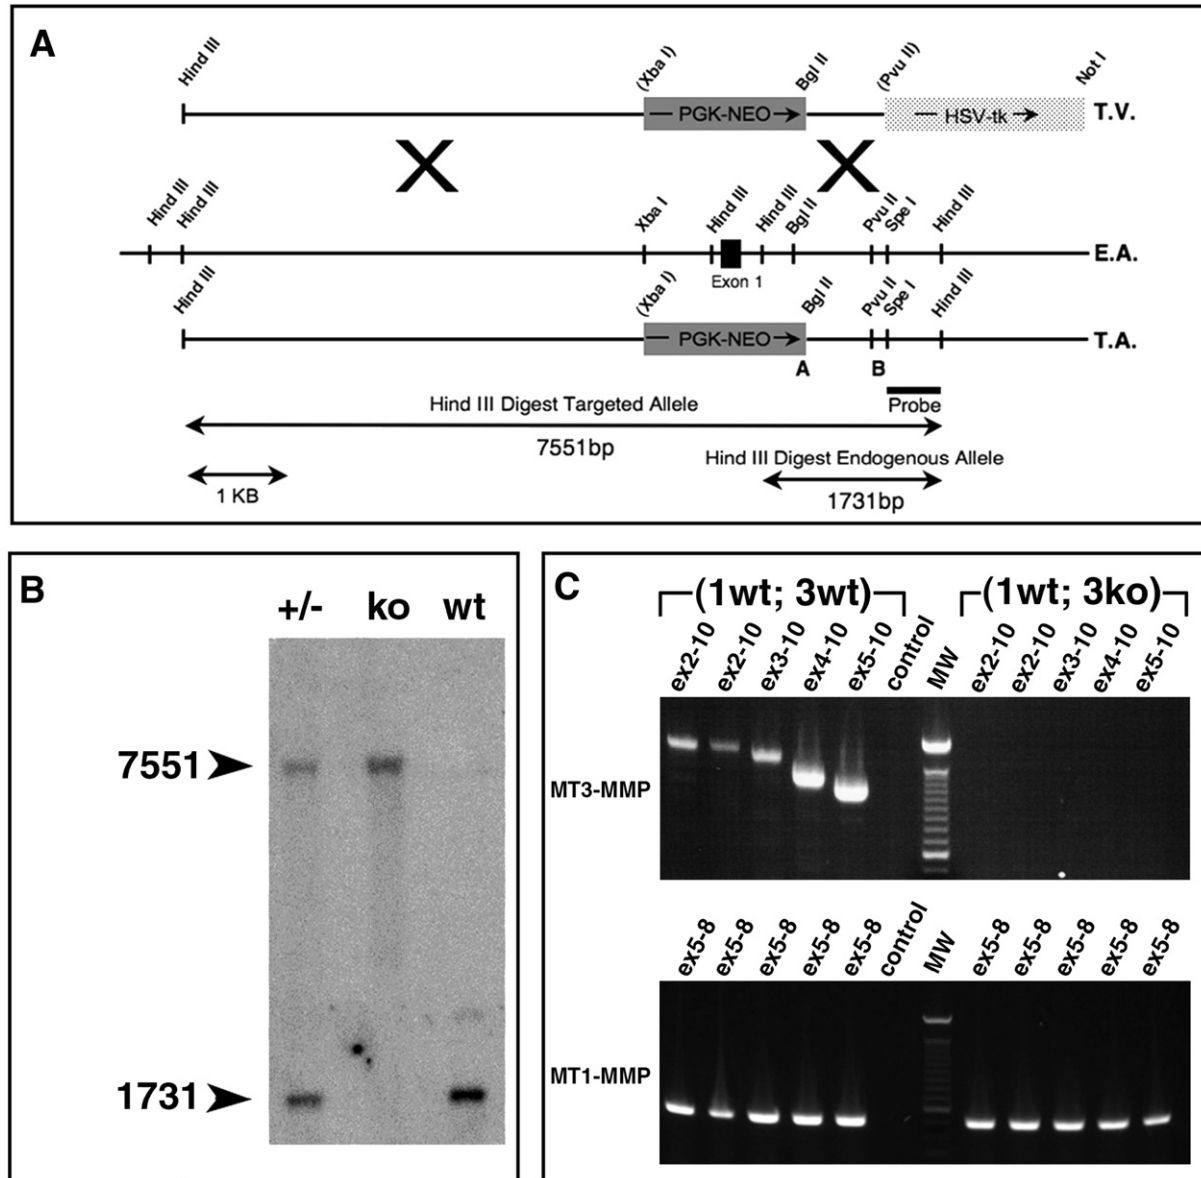 A
Hind III
(Xba I)
Bgl II
(Pvu II)
Not I
PGK-NEO
HSV-tk
T.V.
Hind III
Hind III
Xba I
Hind III
Hind III
Bgl II
Pvu II
Spe I
Hind III
E.A.
Exon 1
Hind III
(Xba I)
Bgl II
Pvu II
Spe I
Hind III
PGK-NEO
T.A.
A
B
Probe
Hind III Digest Targeted Allele
7551bp
Hind III Digest Endogenous Allele
1 KB
1731bp
B
+/- ko wt
7551
1731
C
(1wt; 3wt)
(1wt; 3ko)
ex2-10
ex2-10
ex3-10
ex4-10
ex5-10
control
MW
ex2-10
ex2-10
ex3-10
ex4-10
ex5-10
MT3-MMP
ex5-8
ex5-8
ex5-8
ex5-8
ex5-8
control
MW
ex5-8
ex5-8
ex5-8
ex5-8
ex5-8
MT1-MMP